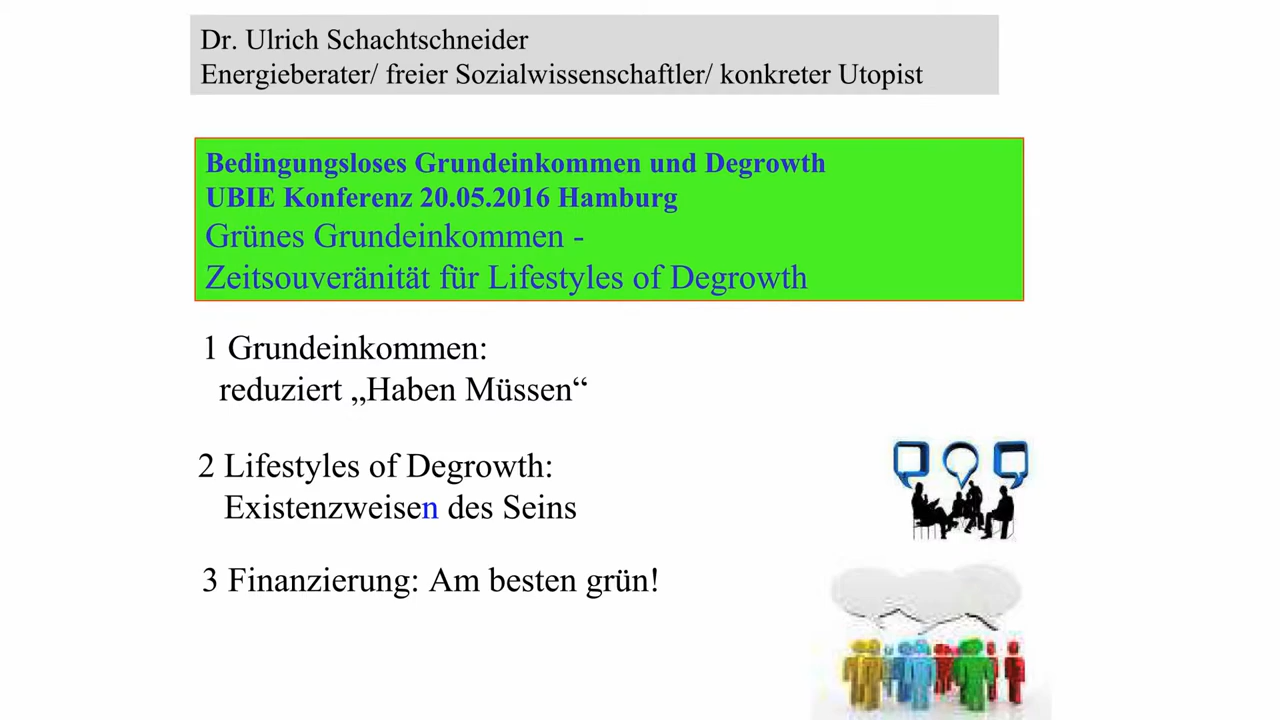 Dr. Ulrich Schachtschneider
Energieberater/ freier Sozialwissenschaftler/ konkreter Utopist
Bedingungsloses Grundeinkommen und Degrowth
UBIE Konferenz 20.05.2016 Hamburg
Grünes Grundeinkommen -
Zeitsouveränität für Lifestyles of Degrowth
1 Grundeinkommen:
reduziert „Haben Müssen“
2 Lifestyles of Degrowth:
Existenzweisen des Seins
3 Finanzierung: Am besten grün!